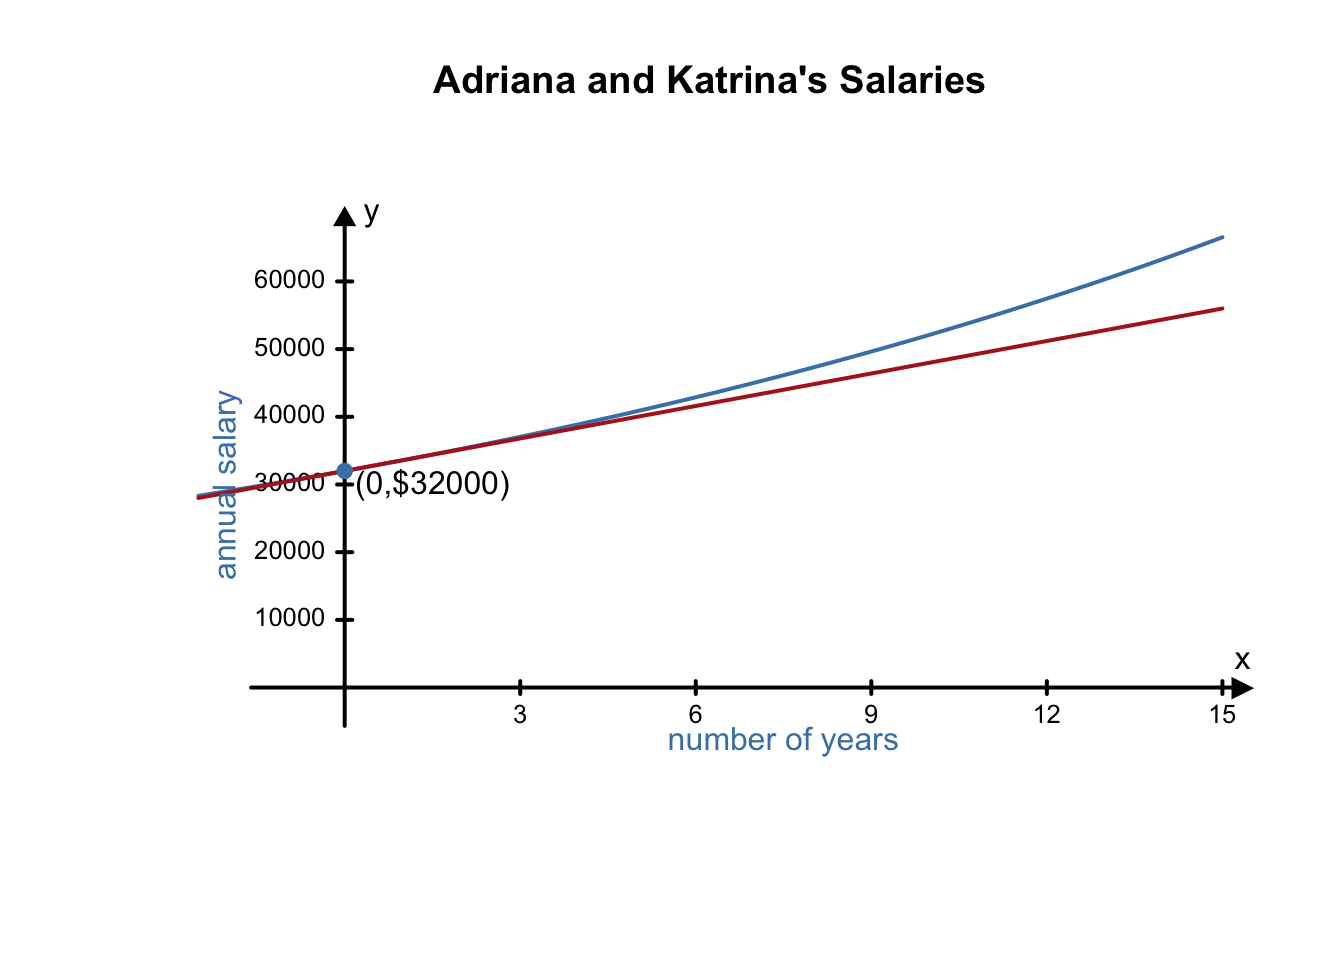 Adriana and Katrina's Salaries
y
60000
50000
40000
30000
20000
10000
annual salary
(0,$32000)
x
3 6 9 12 15
number of years